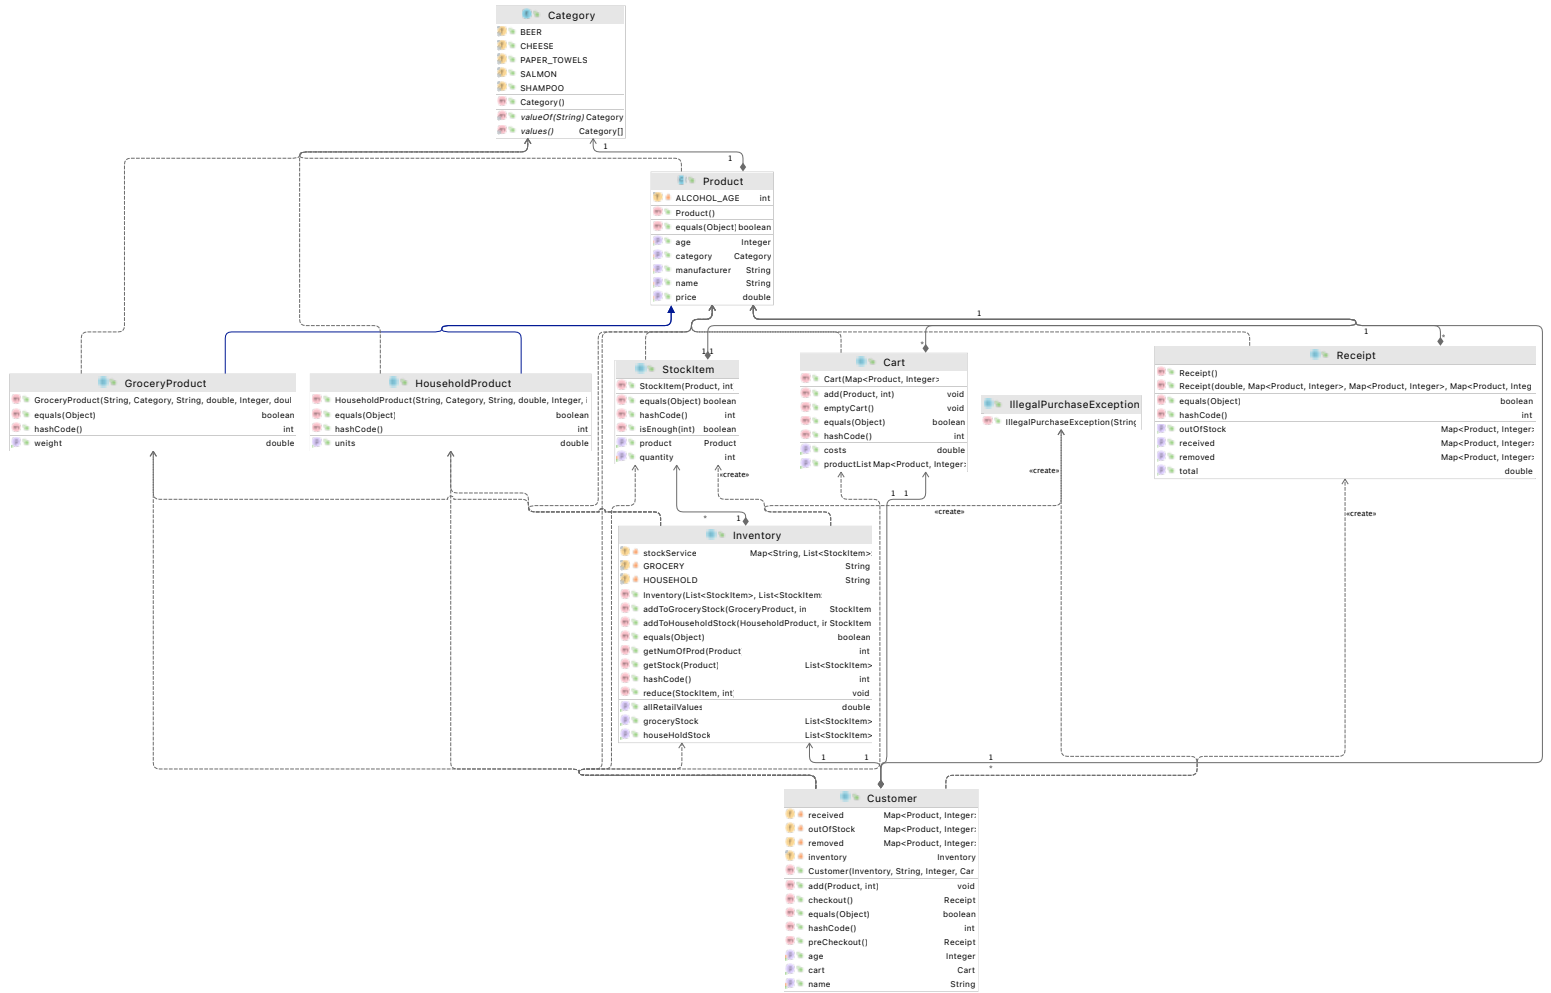 Category
BEER
CHEESE
PAPER_TOWELS
SALMON
SHAMPOO
Category()
valueOf(String) Category
values() Category[]
1
1
Product
ALCOHOL_AGE int
Product()
equals(Object) boolean
age Integer
category Category
manufacturer String
name String
price double
1
1
* *
1 1
GroceryProduct
GroceryProduct(String, Category, String, double, Integer, doul
equals(Object) boolean
hashCode() int
weight double
HouseholdProduct
HouseholdProduct(String, Category, String, double, Integer, i
equals(Object) boolean
hashCode() int
units double
StockItem
StockItem(Product, int
equals(Object) boolean
hashCode() int
isEnough(int) boolean
product Product
quantity int
Cart
Cart(Map<Product, Integer>
add(Product, int) void
emptyCart() void
equals(Object) boolean
hashCode() int
costs double
productList Map<Product, Integer>
IllegalPurchaseException
IllegalPurchaseException(String
Receipt
Receipt()
Receipt(double, Map<Product, Integer>, Map<Product, Integer>, Map<Product, Integ
equals(Object) boolean
hashCode() int
outOfStock Map<Product, Integer>
received Map<Product, Integer>
removed Map<Product, Integer>
total double
«create»
«create»
1 1
«create»
«create»
* 1
Inventory
stockService Map<String, List<StockItem>
GROCERY String
HOUSEHOLD String
Inventory(List<StockItem>, List<StockItem
addToGroceryStock(GroceryProduct, in StockItem
addToHouseholdStock(HouseholdProduct, in StockItem
equals(Object) boolean
getNumOfProd(Product int
getStock(Product) List<StockItem>
hashCode() int
reduce(StockItem, int) void
allRetailValues double
groceryStock List<StockItem>
houseHoldStock List<StockItem>
1 1 1
*
Customer
received Map<Product, Integer>
outOfStock Map<Product, Integer>
removed Map<Product, Integer>
inventory Inventory
Customer(Inventory, String, Integer, Car
add(Product, int) void
checkout() Receipt
equals(Object) boolean
hashCode() int
preCheckout() Receipt
age Integer
cart Cart
name String